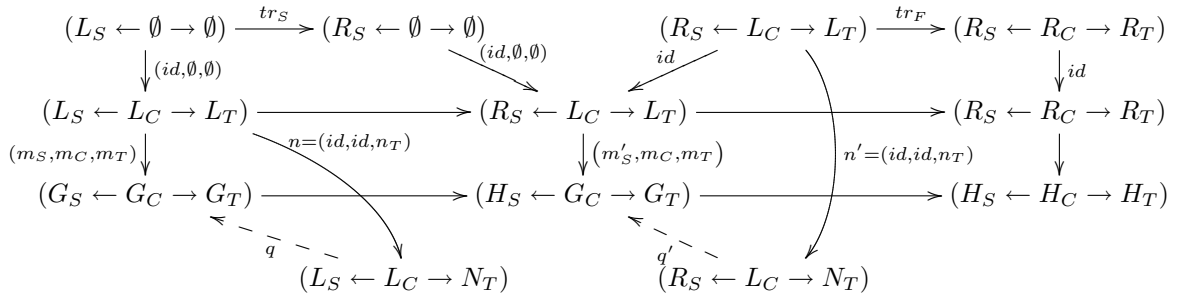 (L_S ← ∅ → ∅) tr_S (R_S ← ∅ → ∅) (R_S ← L_C → L_T) tr_F (R_S ← R_C → R_T)
(id,∅,∅) (id,∅,∅) id id
(L_S ← L_C → L_T) (R_S ← L_C → L_T) (R_S ← R_C → R_T)
(m_S,m_C,m_T) n=(id,id,n_T) (m'_S,m_C,m_T) n'=(id,id,n_T)
(G_S ← G_C → G_T) (H_S ← G_C → G_T) (H_S ← H_C → H_T)
q q'
(L_S ← L_C → N_T) (R_S ← L_C → N_T)